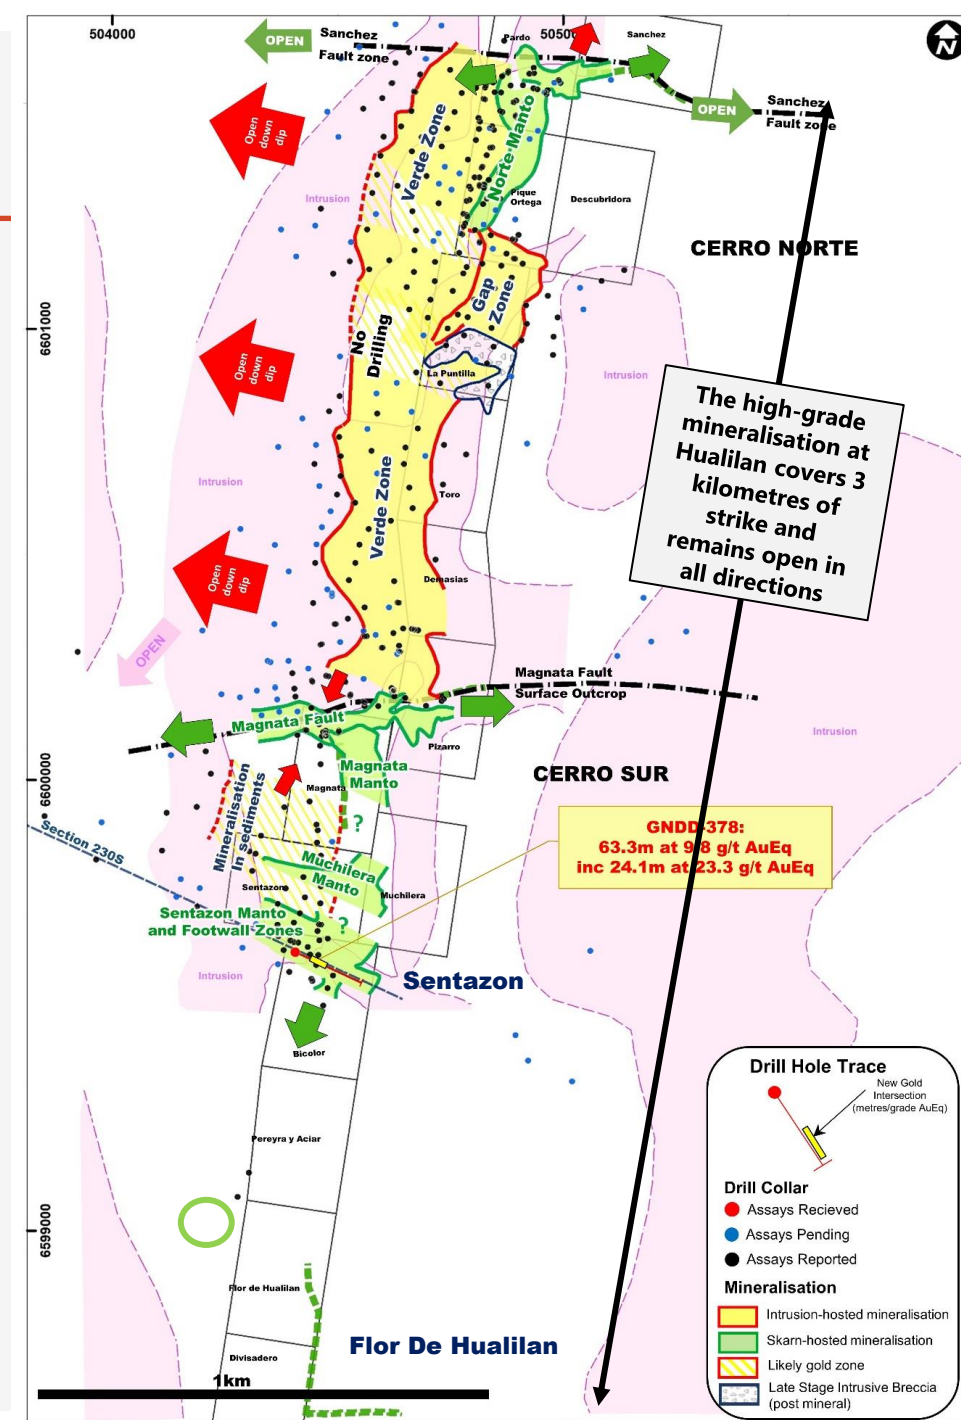 504000
50500
N
OPEN
Sanchez
Fault zone
Pardo
Sanchez
OPEN
Sanchez
Fault zone
Open
down
dip
Verde Zone
Norte Manto
Intrusion
Pique
Ortega
Descubridora
CERRO NORTE
Gap
Zone
6601000
No
Drilling
Open
down
dip
La Puntilla
Intrusion
The high-grade
mineralisation at
Hualilan covers 3
kilometres of
strike and
remains open in
all directions
Intrusion
Verde Zone
Toro
Open
down
dip
Demasias
OPEN
Magnata Fault
Surface Outcrop
Magnata Fault
Pizarro
Intrusion
6600000
Magnata
Manto
CERRO SUR
Magnata
Mineralisation
In sediments
?
Section 230S
GNDD-378:
63.3m at 9.8 g/t AuEq
inc 24.1m at 23.3 g/t AuEq
Muchilera
Manto
Sentazon
Muchilera
Sentazon Manto
and Footwall Zones
?
Intrusion
Sentazon
Bicolor
Pereyra y Aciar
6599000
Flor de Hualilan
Flor De Hualilan
Divisadero
1km
Drill Hole Trace
New Gold
Intersection
(metres/grade AuEq)
Drill Collar
Assays Recieved
Assays Pending
Assays Reported
Mineralisation
Intrusion-hosted mineralisation
Skarn-hosted mineralisation
Likely gold zone
Late Stage Intrusive Breccia
(post mineral)